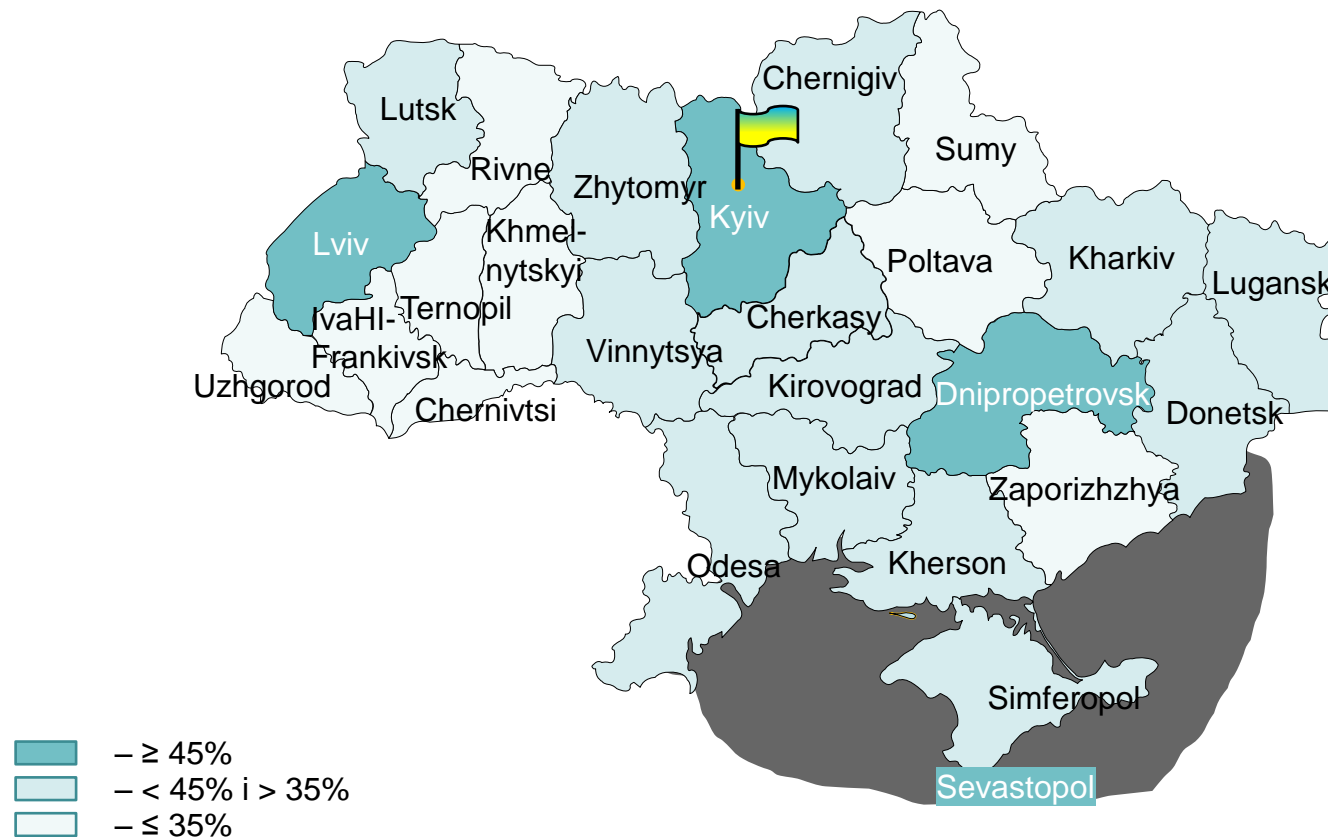 Chernigiv
Lutsk
Sumy
Rivne
Zhytomyr
Kyiv
Lviv
Khmel-
nytskyi
Poltava
Kharkiv
Lugansk
Ternopil
IvaHI-
Frankivsk
Cherkasy
Vinnytsya
Uzhgorod
Kirovograd
Dnipropetrovsk
Chernivtsi
Donetsk
Mykolaiv
Zaporizhzhya
Odesa
Kherson
Simferopol
Sevastopol
– ≥ 45%
– < 45% i > 35%
– ≤ 35%